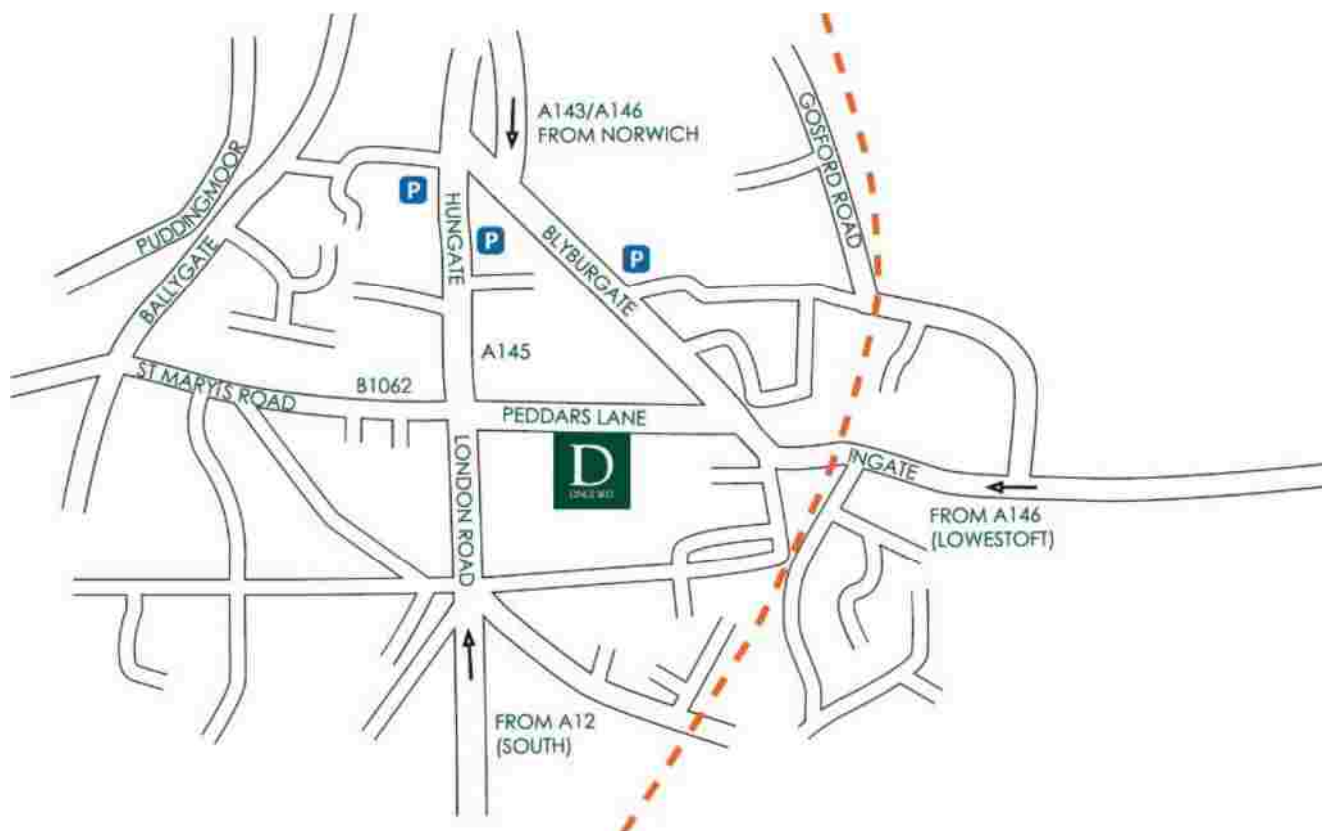 A143/A146
FROM NORWICH
GOSFORD ROAD
PUDDINGMOOR
P
HUNGATE
P
BLYBURGATE
P
BALLYGATE
A145
ST MARYIS ROAD
B1062
PEDDARS LANE
LONDON ROAD
D
INGATE
FROM A146
(LOWESTOFT)
FROM A12
(SOUTH)